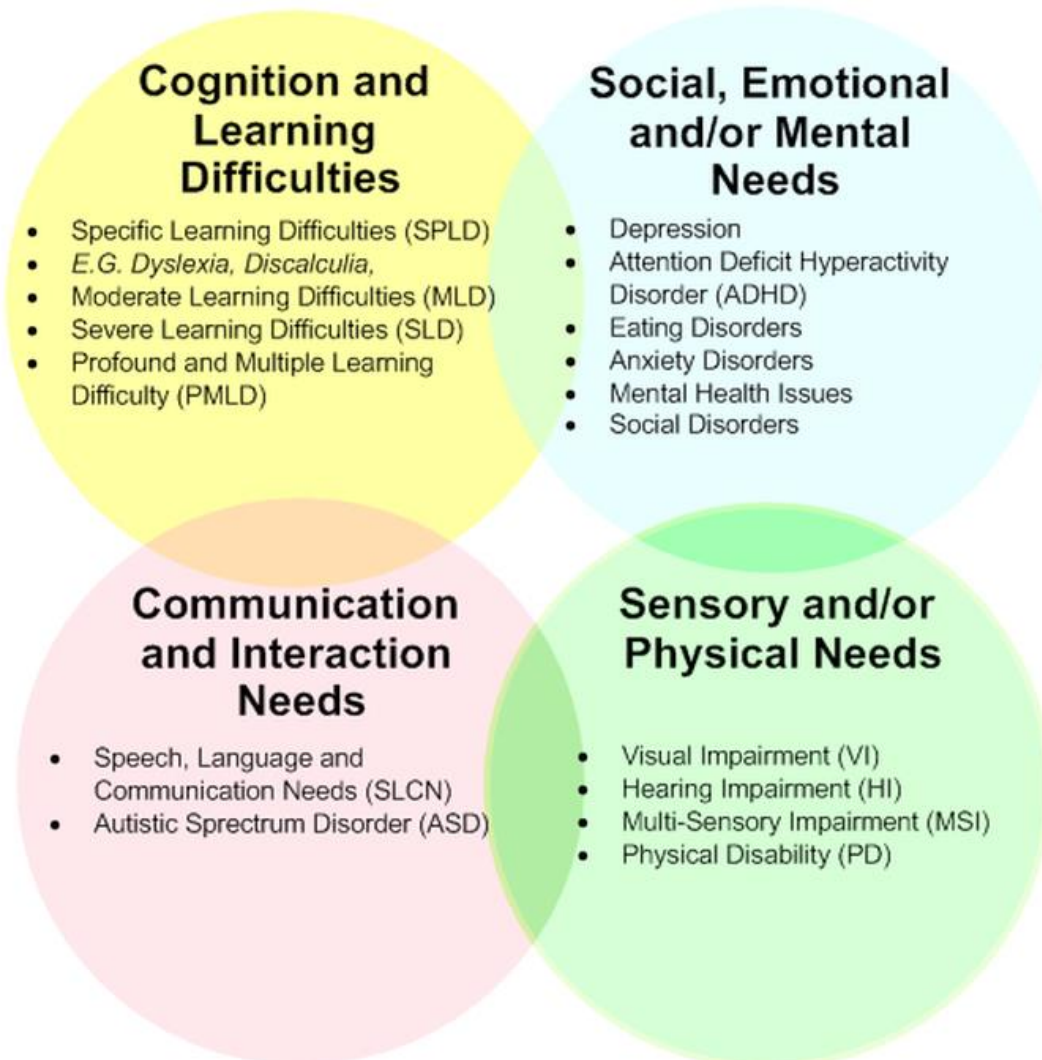 Cognition and
Learning
Difficulties
• Specific Learning Difficulties (SPLD)
• E.G. Dyslexia, Discalculia,
• Moderate Learning Difficulties (MLD)
• Severe Learning Difficulties (SLD)
• Profound and Multiple Learning
Difficulty (PMLD)
Social, Emotional
and/or Mental
Needs
• Depression
• Attention Deficit Hyperactivity
Disorder (ADHD)
• Eating Disorders
• Anxiety Disorders
• Mental Health Issues
• Social Disorders
Communication
and Interaction
Needs
• Speech, Language and
Communication Needs (SLCN)
• Autistic Sprectrum Disorder (ASD)
Sensory and/or
Physical Needs
• Visual Impairment (VI)
• Hearing Impairment (HI)
• Multi-Sensory Impairment (MSI)
• Physical Disability (PD)